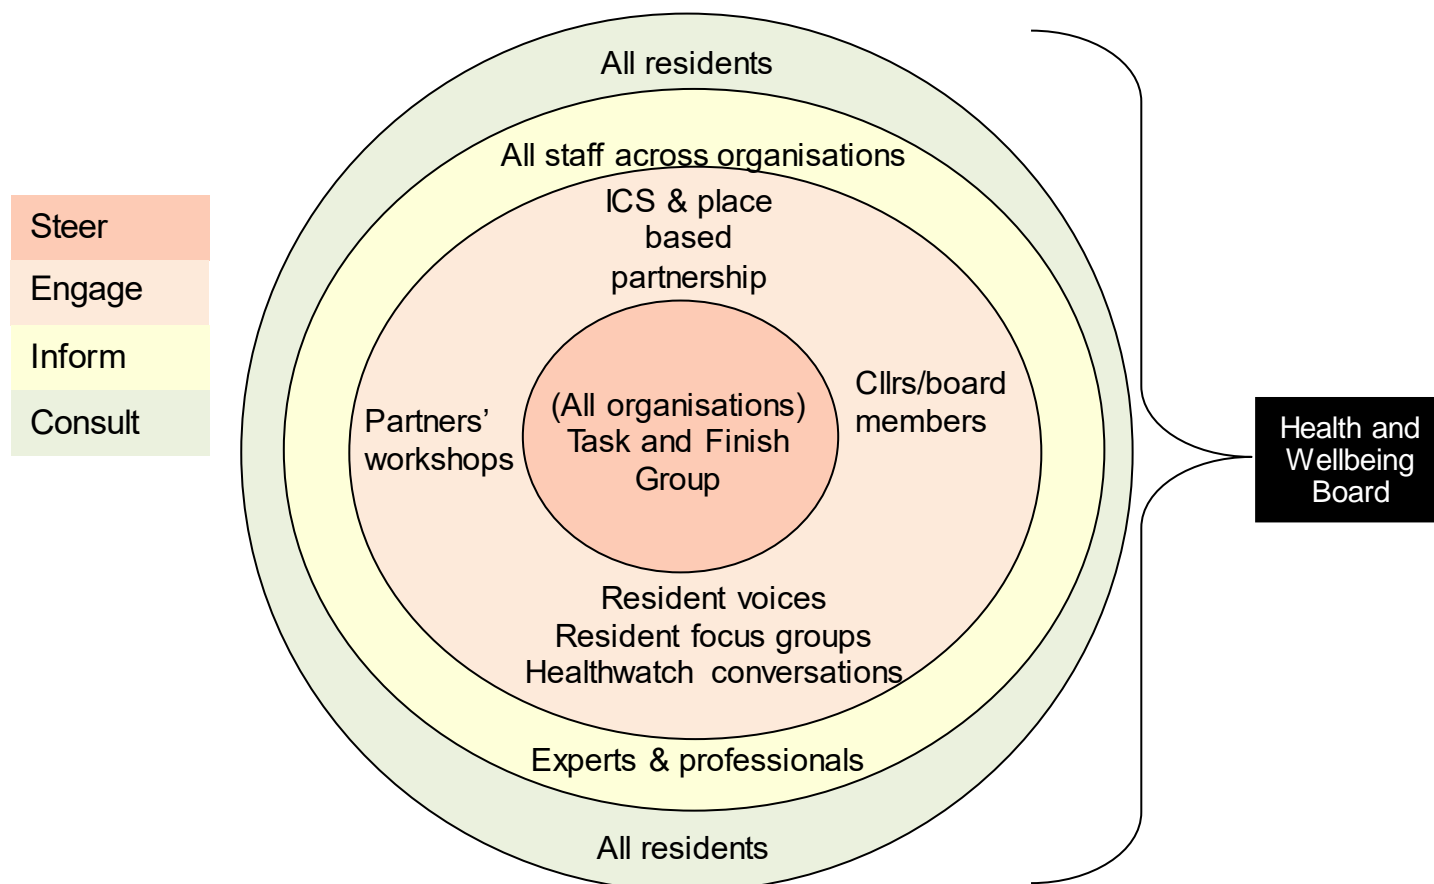 All residents
All staff across organisations
ICS & place
based
partnership
Steer
Engage
Inform
Consult
(All organisations)
Task and Finish
Group
Partners’
workshops
Cllrs/board
members
Health and
Wellbeing
Board
Resident voices
Resident focus groups
Healthwatch conversations
Experts & professionals
All residents